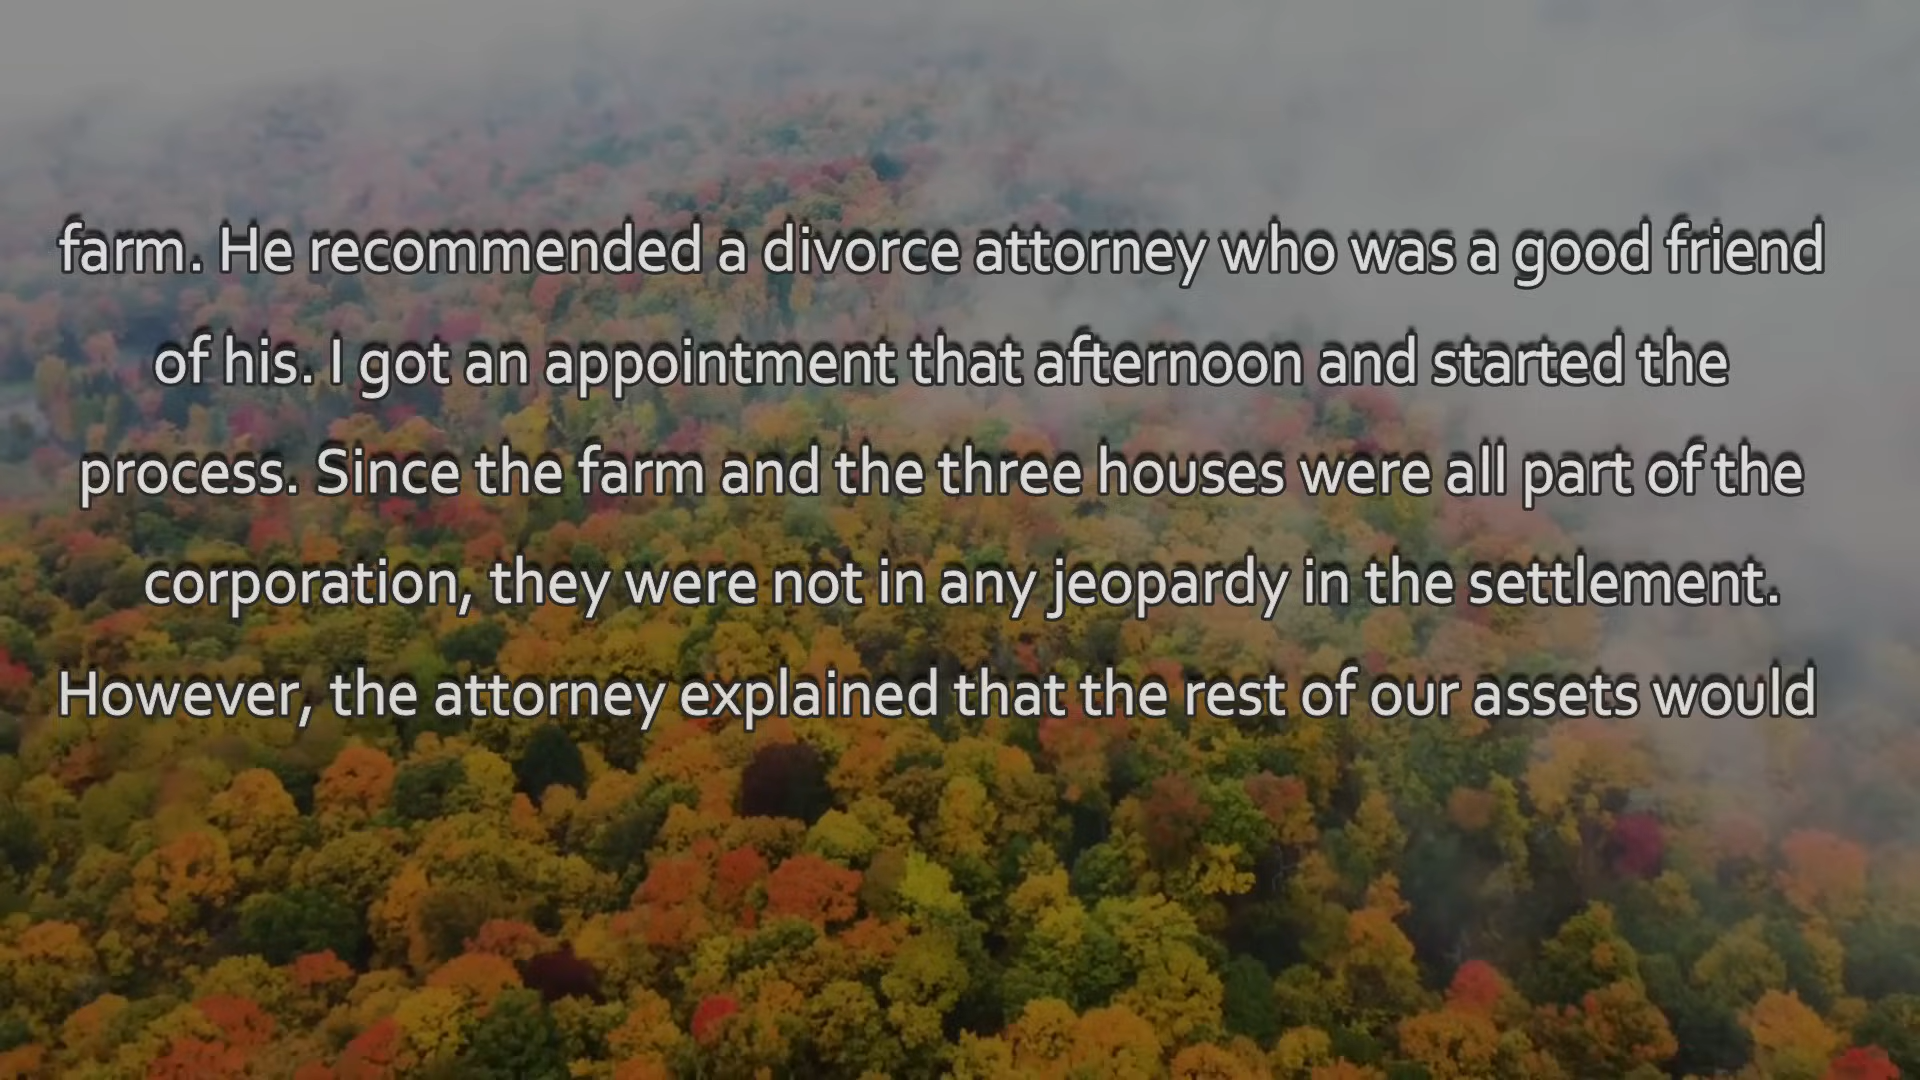 farm. He recommended a divorce attorney who was a good friend
of his. I got an appointment that afternoon and started the
process. Since the farm and the three houses were all part of the
corporation, they were not in any jeopardy in the settlement.
However, the attorney explained that the rest of our assets would